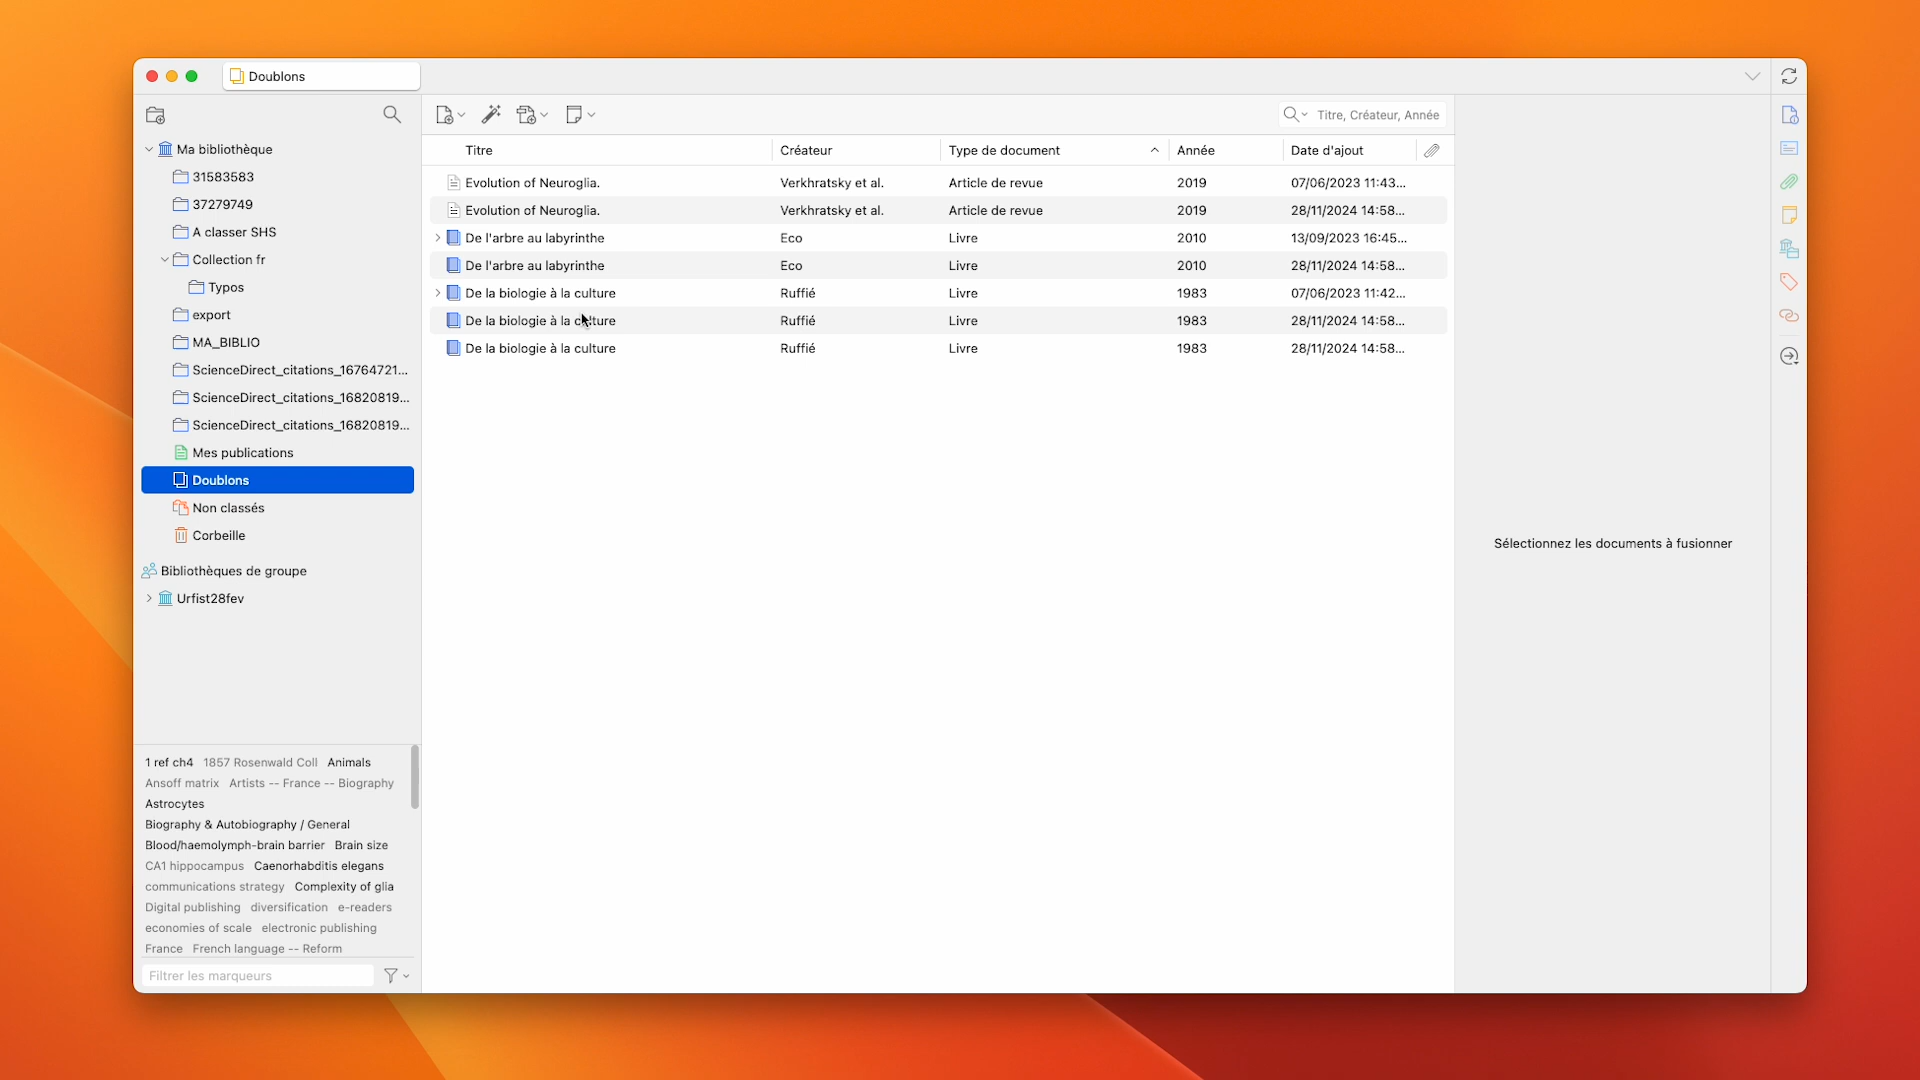 Doublons
Titre, Créateur, Année
Ma bibliothèque
31583583
37279749
A classer SHS
Collection fr
Typos
export
MA_BIBLIO
ScienceDirect_citations_16764721...
ScienceDirect_citations_16820819...
ScienceDirect_citations_16820819...
Mes publications
Doublons
Non classés
Corbeille
Bibliothèques de groupe
Urfist28fev
1 ref ch4 1857 Rosenwald Coll Animals
Ansoff matrix Artists -- France -- Biography
Astrocytes
Biography & Autobiography / General
Blood/haemolymph-brain barrier Brain size
CA1 hippocampus Caenorhabditis elegans
communications strategy Complexity of glia
Digital publishing diversification e-readers
economies of scale electronic publishing
France French language -- Reform
Filtrer les marqueurs
Titre Créateur Type de document Année Date d'ajout
Evolution of Neuroglia. Verkhratsky et al. Article de revue 2019 07/06/2023 11:43...
Evolution of Neuroglia. Verkhratsky et al. Article de revue 2019 28/11/2024 14:58...
De l'arbre au labyrinthe Eco Livre 2010 13/09/2023 16:45...
De l'arbre au labyrinthe Eco Livre 2010 28/11/2024 14:58...
De la biologie à la culture Ruffié Livre 1983 07/06/2023 11:42...
De la biologie à la culture Ruffié Livre 1983 28/11/2024 14:58...
De la biologie à la culture Ruffié Livre 1983 28/11/2024 14:58...
Sélectionnez les documents à fusionner